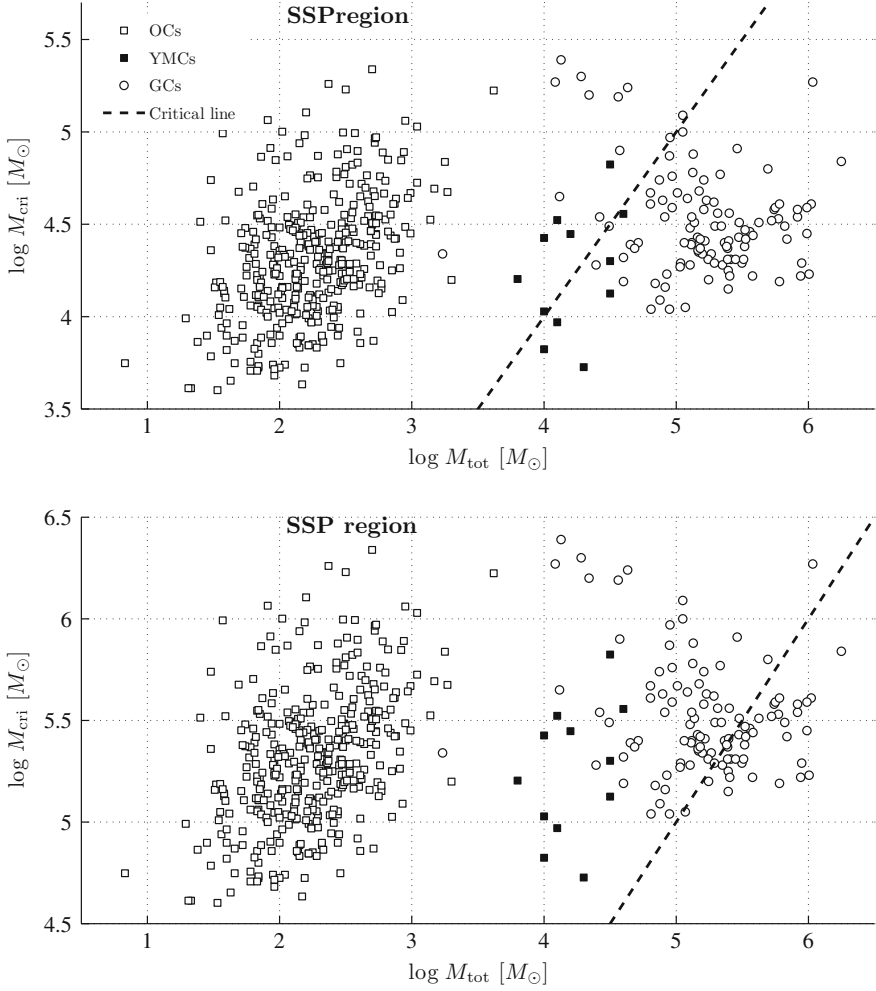 SSPregion
OCs
YMCs
GCs
Critical line
5.5
5
4.5
4
3.5
log M_cri [M_⊙]
1 2 3 4 5 6
log M_tot [M_⊙]
SSP region
6.5
6
5.5
5
4.5
log M_cri [M_⊙]
1 2 3 4 5 6
log M_tot [M_⊙]